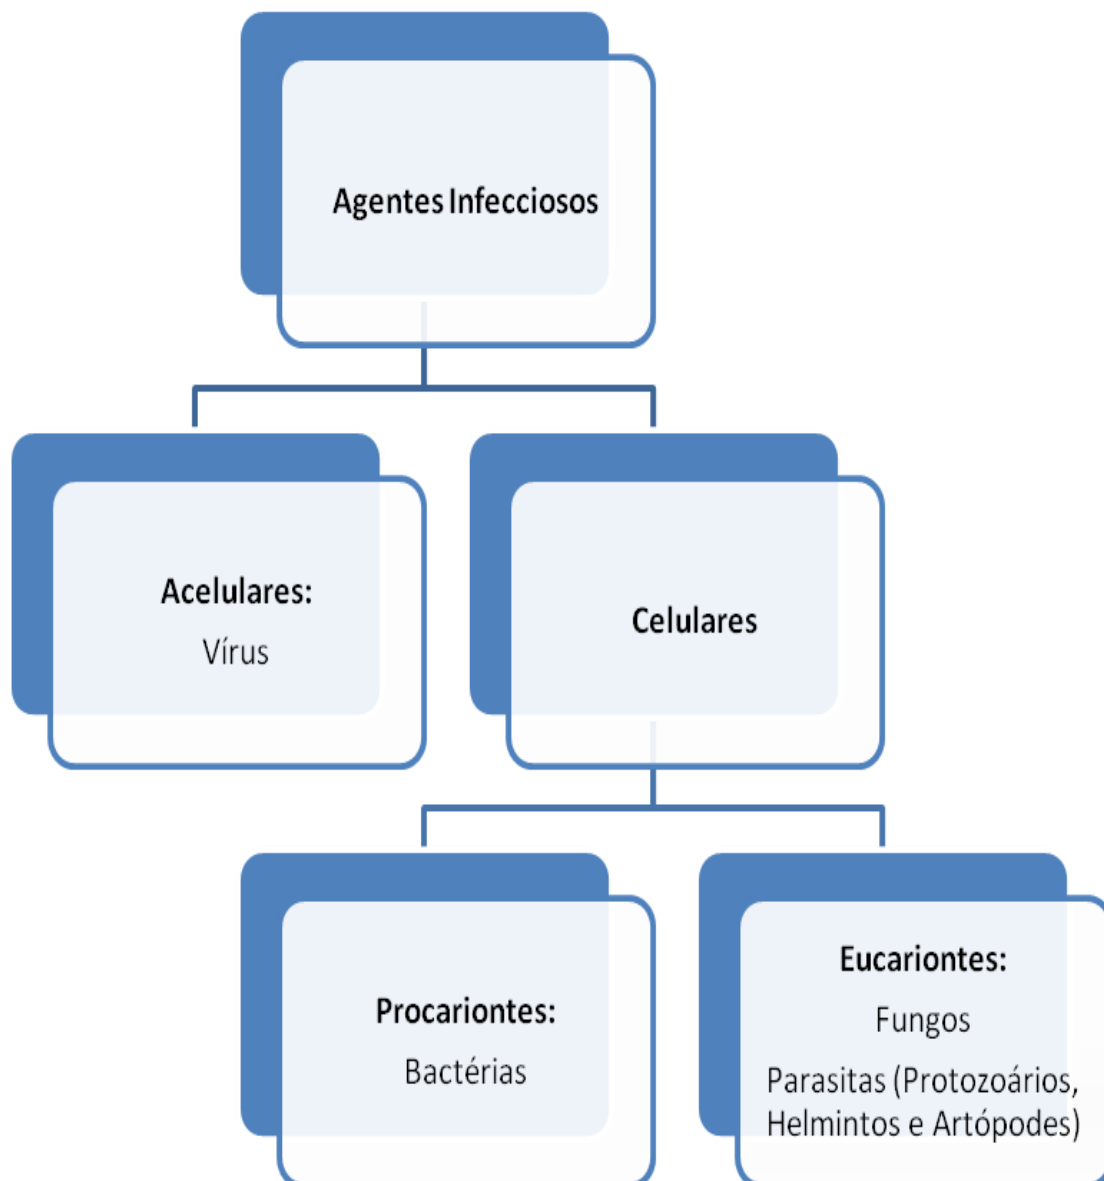 Agentes Infecciosos
Acelulares:
Vírus
Celulares
Procariontes:
Bactérias
Eucariontes:
Fungos
Parasitas (Protozoários,
Helmintos e Artópodes)